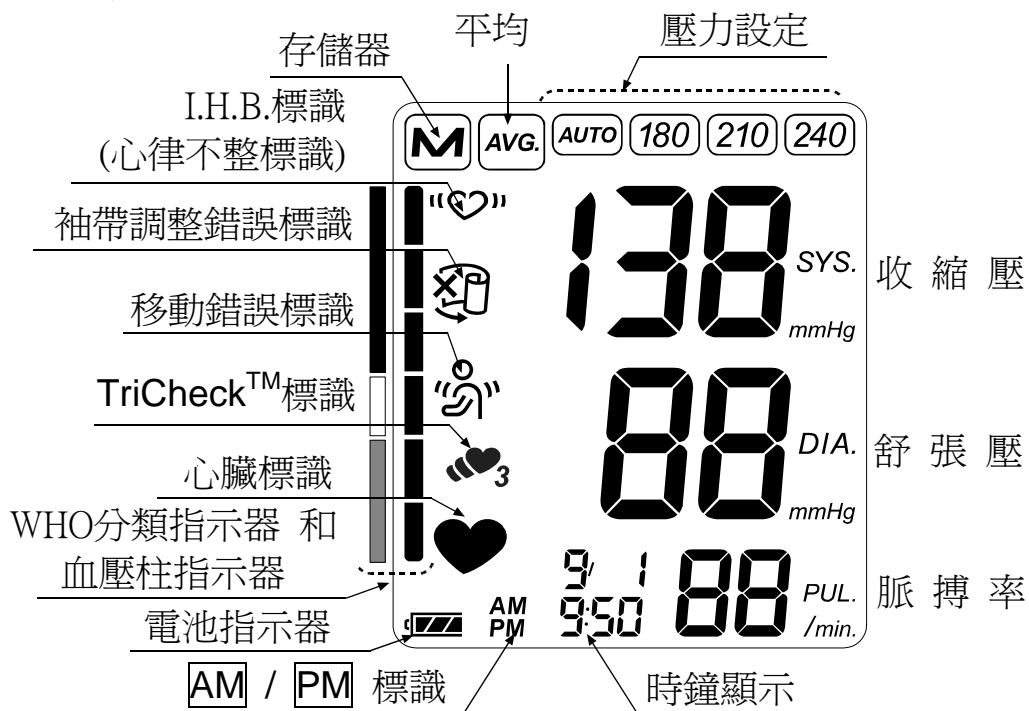 平均
壓力設定
存儲器
I.H.B.標識
(心律不整標識)
M
AVG.
AUTO
180
210
240
袖帶調整錯誤標識
138
SYS.
mmHg
收縮壓
移動錯誤標識
TriCheck™標識
3
88
DIA.
mmHg
舒張壓
心臟標識
WHO分類指示器 和
血壓柱指示器
9/ 1
88
PUL.
/min.
脈搏率
電池指示器
AM
PM
9:50
AM / PM 標識
時鐘顯示